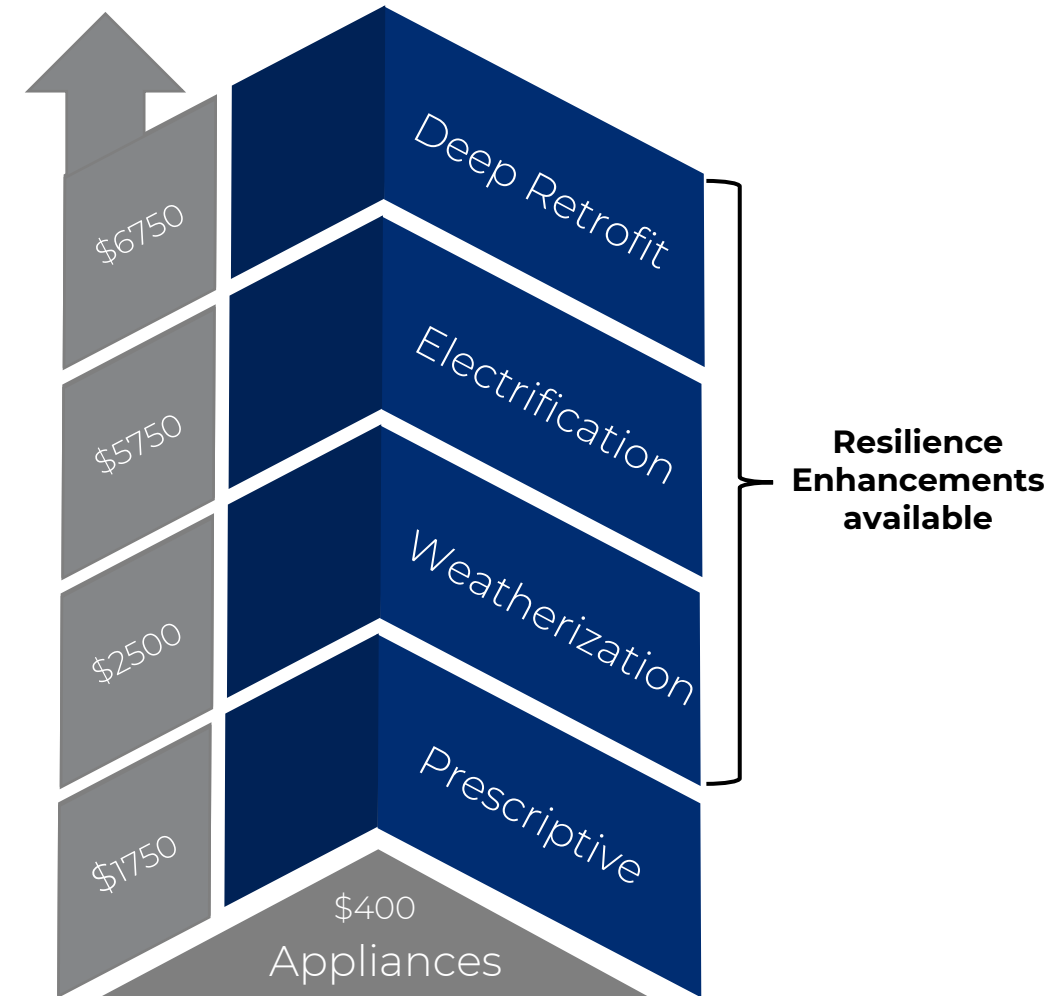 $6750
Deep Retrofit
$5750
Electrification
Resilience
Enhancements
available
$2500
Weatherization
$1750
Prescriptive
$400
Appliances